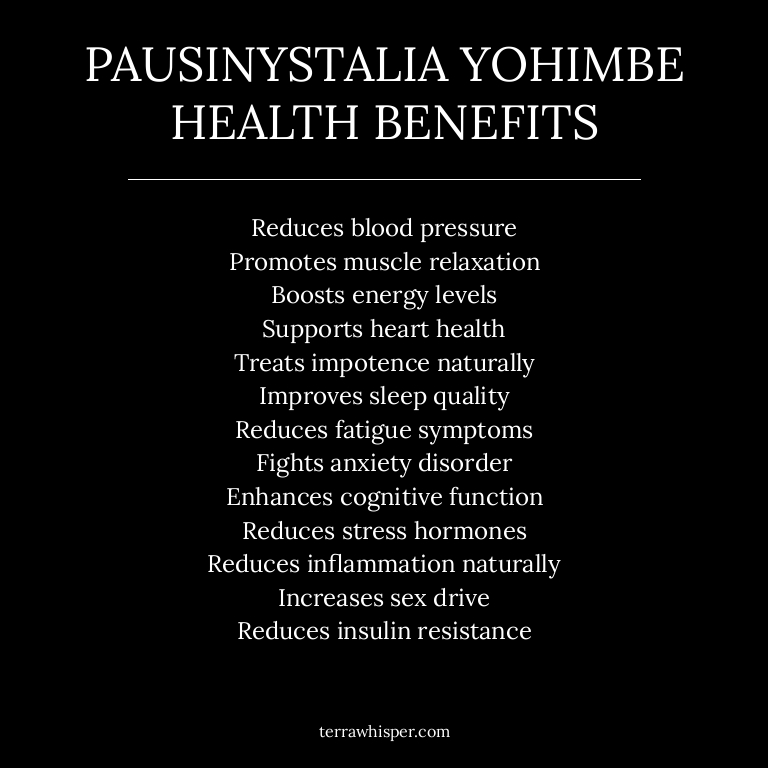 PAUSINYSTALIA YOHIMBE
HEALTH BENEFITS
Reduces blood pressure
Promotes muscle relaxation
Boosts energy levels
Supports heart health
Treats impotence naturally
Improves sleep quality
Reduces fatigue symptoms
Fights anxiety disorder
Enhances cognitive function
Reduces stress hormones
Reduces inflammation naturally
Increases sex drive
Reduces insulin resistance
terrawhisper.com